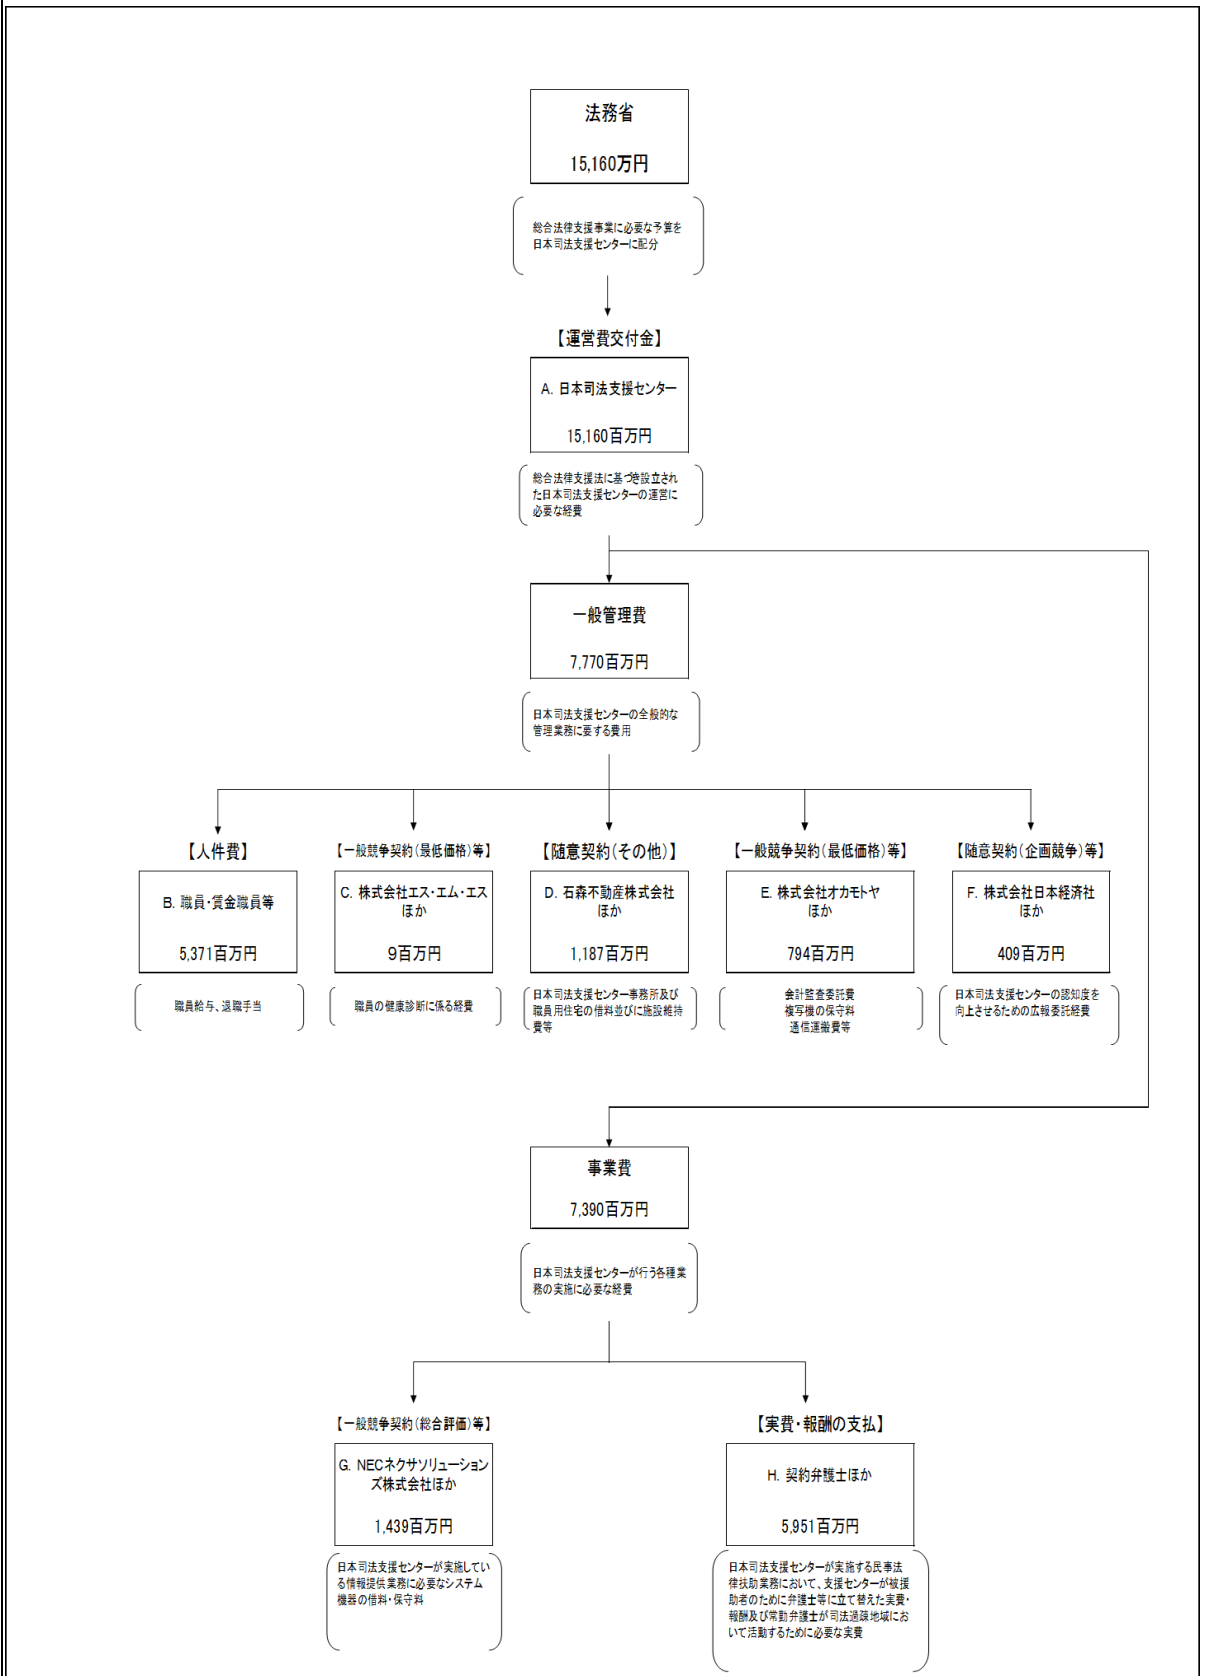 法務省
15,160万円
総合法律支援事業に必要な予算を
日本司法支援センターに配分
【運営費交付金】
A. 日本司法支援センター
15,160百万円
総合法律支援法に基づき設立され
た日本司法支援センターの運営に
必要な経費
一般管理費
7,770百万円
日本司法支援センターの全般的な
管理業務に要する費用
【人件費】
B. 職員・賃金職員等
5,371百万円
職員給与、退職手当
【一般競争契約(最低価格)等】
C. 株式会社エス・エム・エス
ほか
9百万円
職員の健康診断に係る経費
【随意契約(その他)】
D. 石森不動産株式会社
ほか
1,187百万円
日本司法支援センター事務所及び
職員用住宅の借料並びに施設維持
費等
【一般競争契約(最低価格)等】
E. 株式会社オカモトヤ
ほか
794百万円
会計監査委託費
複写機の保守料
通信運搬費等
【随意契約(企画競争)等】
F. 株式会社日本経済社
ほか
409百万円
日本司法支援センターの認知度を
向上させるための広報委託経費
事業費
7,390百万円
日本司法支援センターが行う各種業
務の実施に必要な経費
【一般競争契約(総合評価)等】
G. NECネクサソリューション
ズ株式会社ほか
1,439百万円
日本司法支援センターが実施してい
る情報提供業務に必要なシステム
機器の借料・保守料
【実費・報酬の支払】
H. 契約弁護士ほか
5,951百万円
日本司法支援センターが実施する民事法
律扶助業務において、支援センターが被援
助者のために弁護士等に立て替えた実費・
報酬及び常勤弁護士が司法過疎地域にお
いて活動するために必要な実費